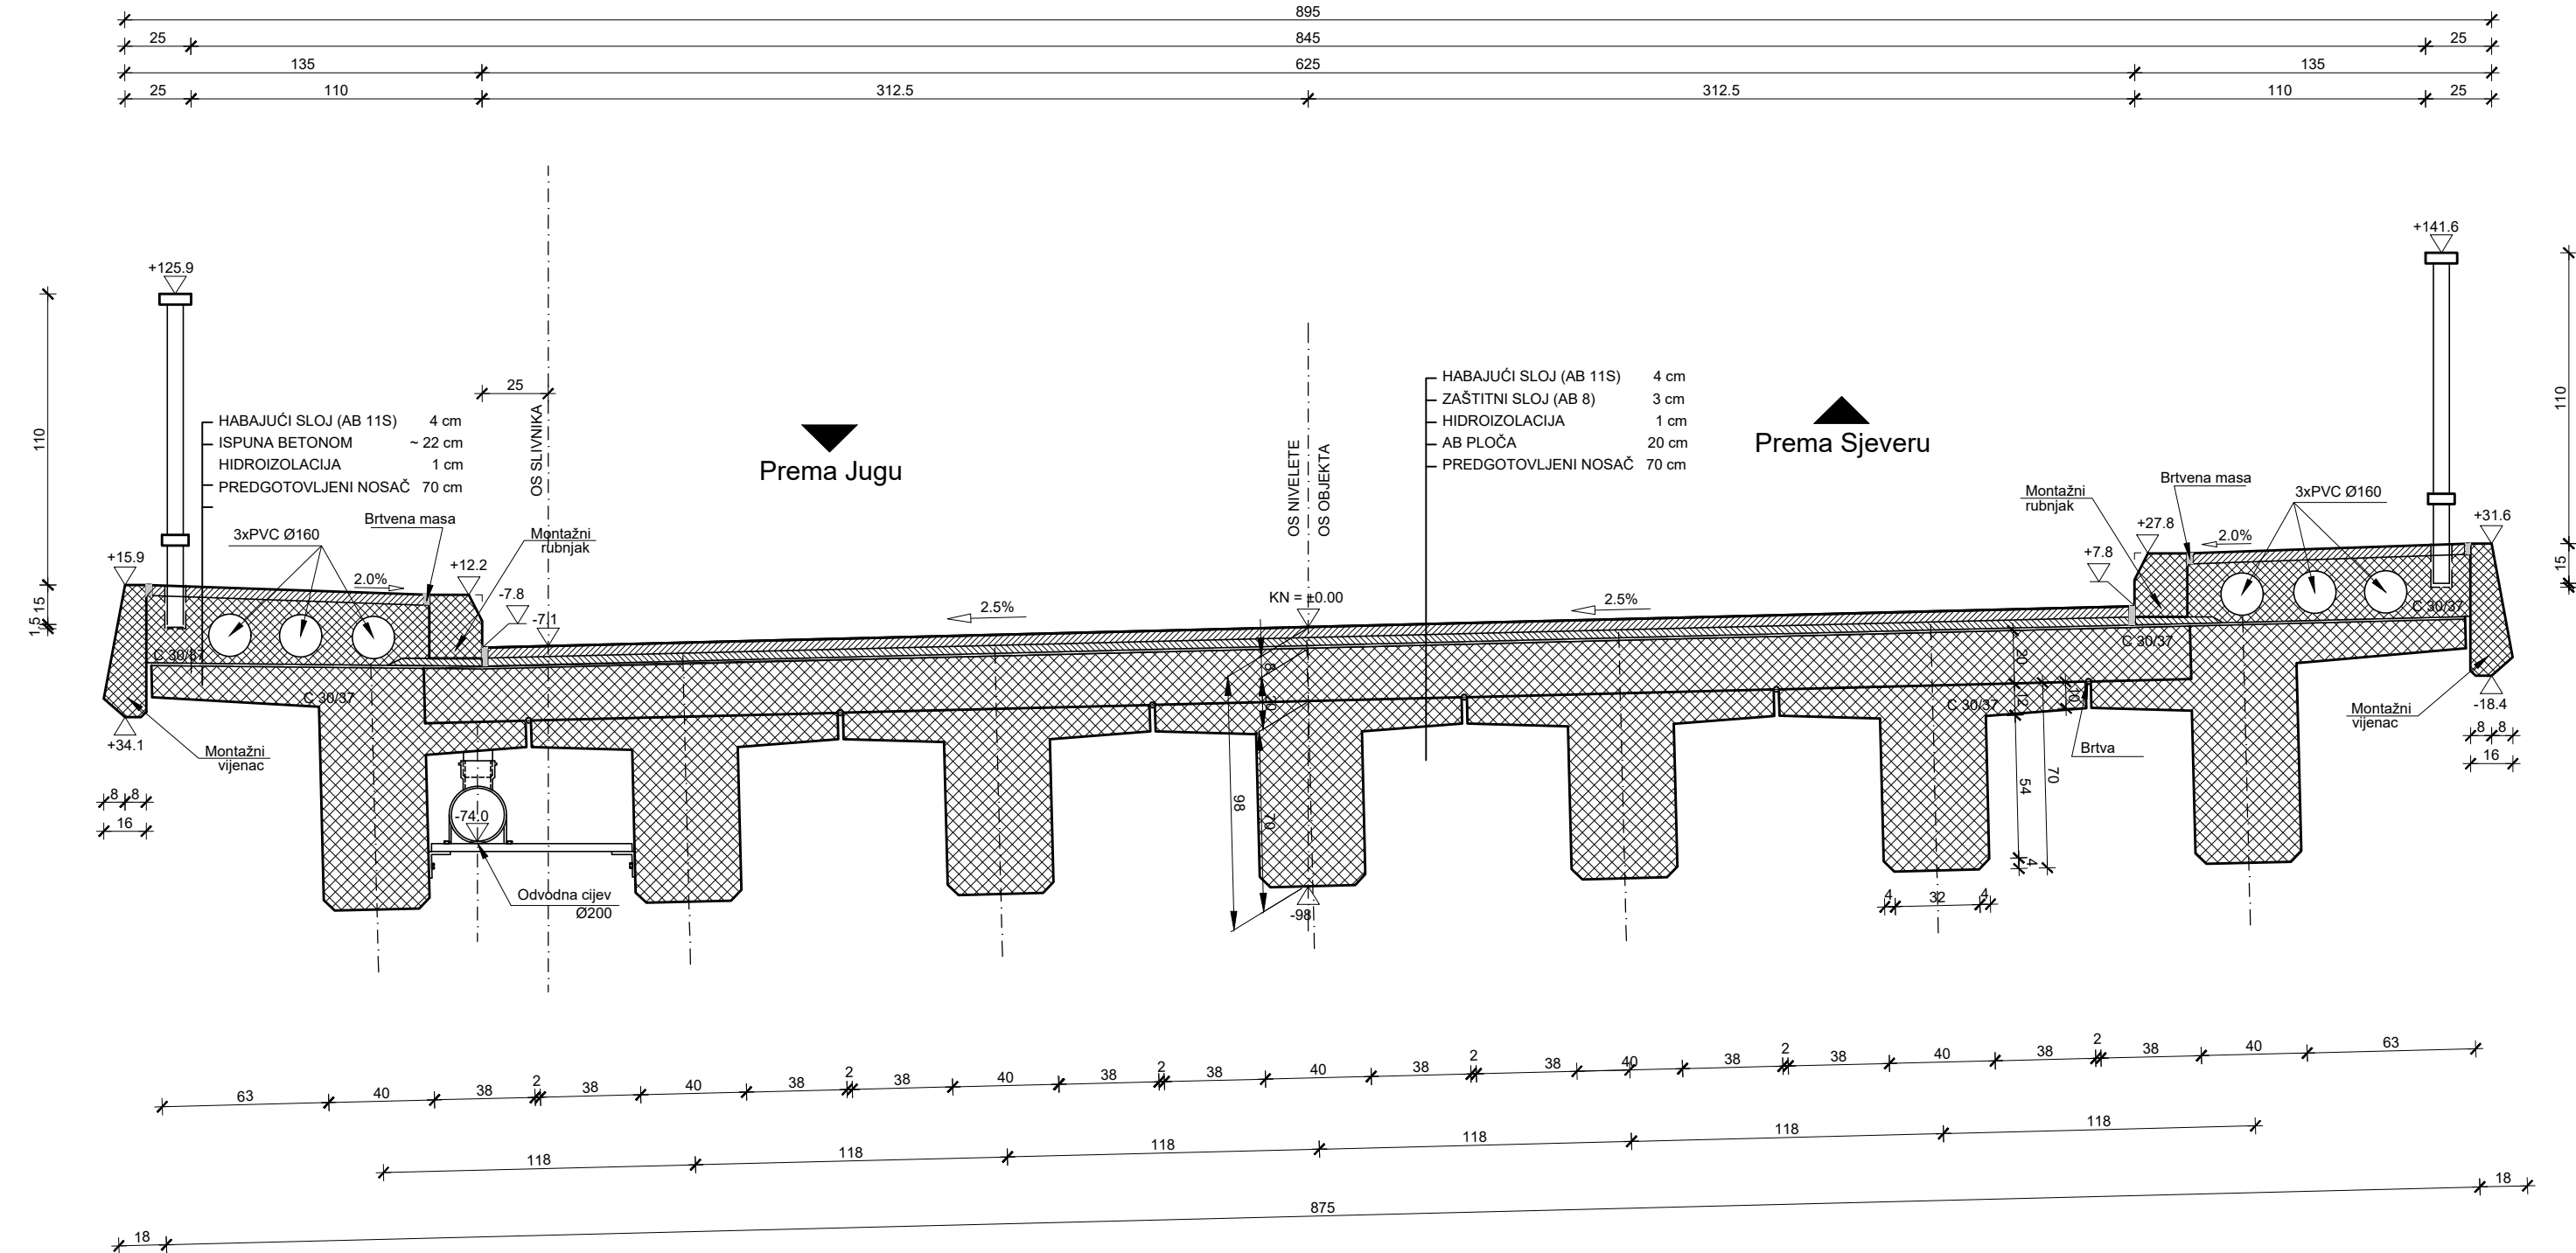 895
25 845 25
135 625 135
25 110 312.5 312.5 110 25
+141.6
+125.9
110
110
25
OS SLIVNIKA
HABAJUĆI SLOJ (AB 11S) 4 cm
ISPUNA BETONOM ~ 22 cm
HIDROIZOLACIJA 1 cm
PREDGOTOVLJENI NOSAČ 70 cm
Prema Jugu
OS NIVELETE
OS OBJEKTA
HABAJUĆI SLOJ (AB 11S) 4 cm
ZAŠTITNI SLOJ (AB 8) 3 cm
HIDROIZOLACIJA 1 cm
AB PLOČA 20 cm
PREDGOTOVLJENI NOSAČ 70 cm
Prema Sjeveru
Brtvena masa
3xPVC Ø160
Montažni
rubnjak
+27.8
+31.6
2.0%
+7.8
15
Brtvena masa
3xPVC Ø160
Montažni
rubnjak
+15.9
2.0%
+12.2
-7.8
-7.1
15
1,5
2.5%
KN = ±0.00
2.5%
C 30/37
C 30/37
C 30/37
C 30/37
C 30/37
8
20
70
98
20
12
10
54
70
4
+34.1
Montažni
vijenac
8 8
16
-74.0
Odvodna cijev
Ø200
-98
4 32 4
Brtva
Montažni
vijenac
-18.4
8 8
16
63 40 38 2 38 40 38 2 38 40 38 2 38 40 38 2 38 40 38 2 38 40 38 2 38 40 63
118 118 118 118 118 118
18 875 18